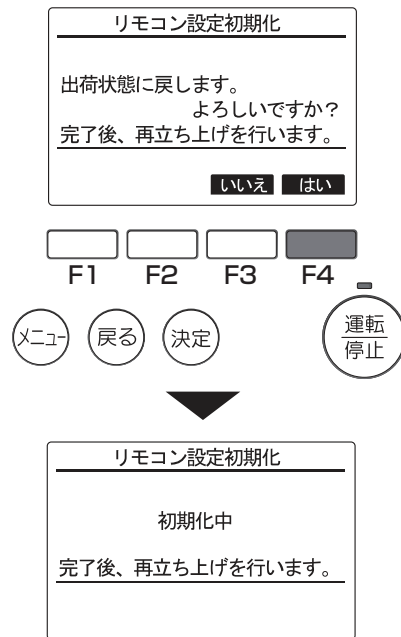 リモコン設定初期化
出荷状態に戻します。
よろしいですか?
完了後、再立ち上げを行います。
いいえ はい
F1 F2 F3 F4
メニュー 戻る 決定 運転
停止
リモコン設定初期化
初期化中
完了後、再立ち上げを行います。